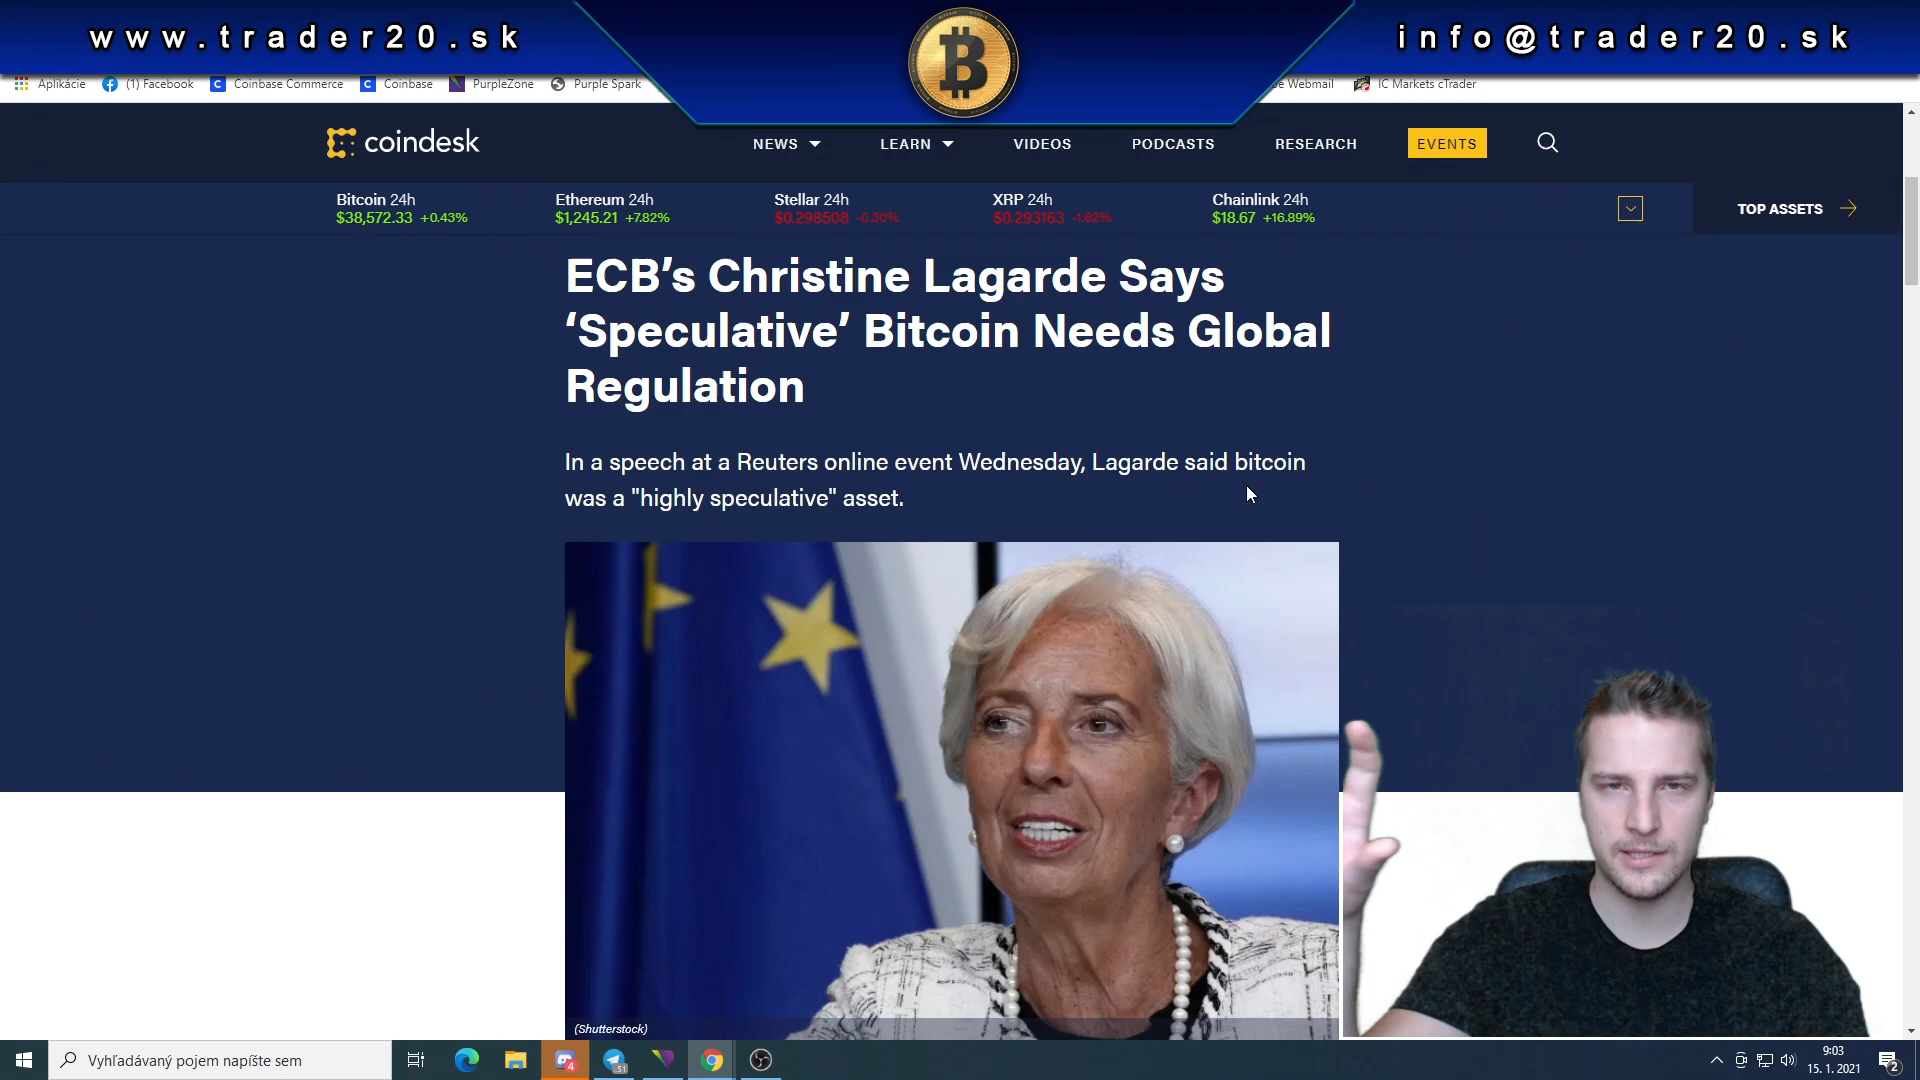 www.trader20.sk
info@trader20.sk
Aplikácie
(1) Facebook
Coinbase Commerce
Coinbase
PurpleZone
Purple Spark
Webmail
IC Markets cTrader
coindesk
NEWS
LEARN
VIDEOS
PODCASTS
RESEARCH
EVENTS
Bitcoin 24h
$38,572.33 +0.43%
Ethereum 24h
$1,245.21 +7.82%
Stellar 24h
$0.298508 -0.30%
XRP 24h
$0.293163 -1.62%
Chainlink 24h
$18.67 +16.89%
TOP ASSETS
ECB’s Christine Lagarde Says
‘Speculative’ Bitcoin Needs Global
Regulation
In a speech at a Reuters online event Wednesday, Lagarde said bitcoin
was a "highly speculative" asset.
(Shutterstock)
Vyhľadávaný pojem napíšte sem
4
51
9:03
15. 1. 2021
2